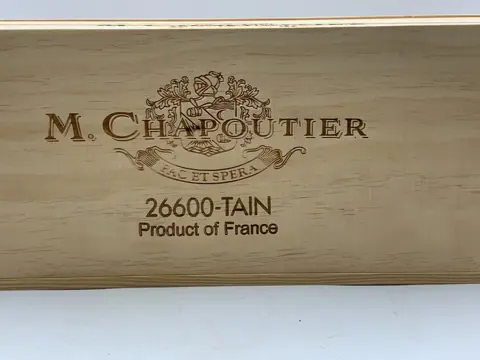 M. CHAPOUTIER
FAC ET SPERA
26600-TAIN
Product of France